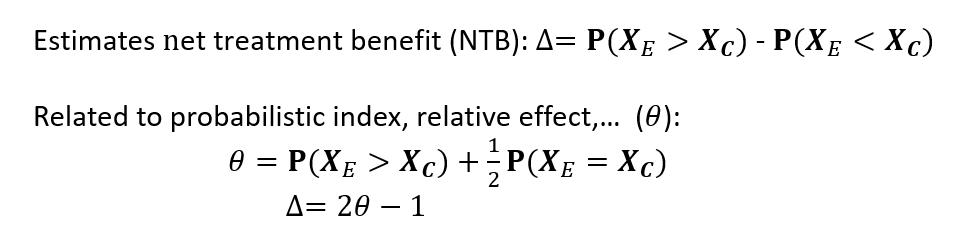 Estimates net treatment benefit (NTB): Δ= P(X_E > X_C) - P(X_E < X_C)
Related to probabilistic index, relative effect,... (θ):
θ = P(X_E > X_C) + 1/2 P(X_E = X_C)
Δ= 2θ − 1